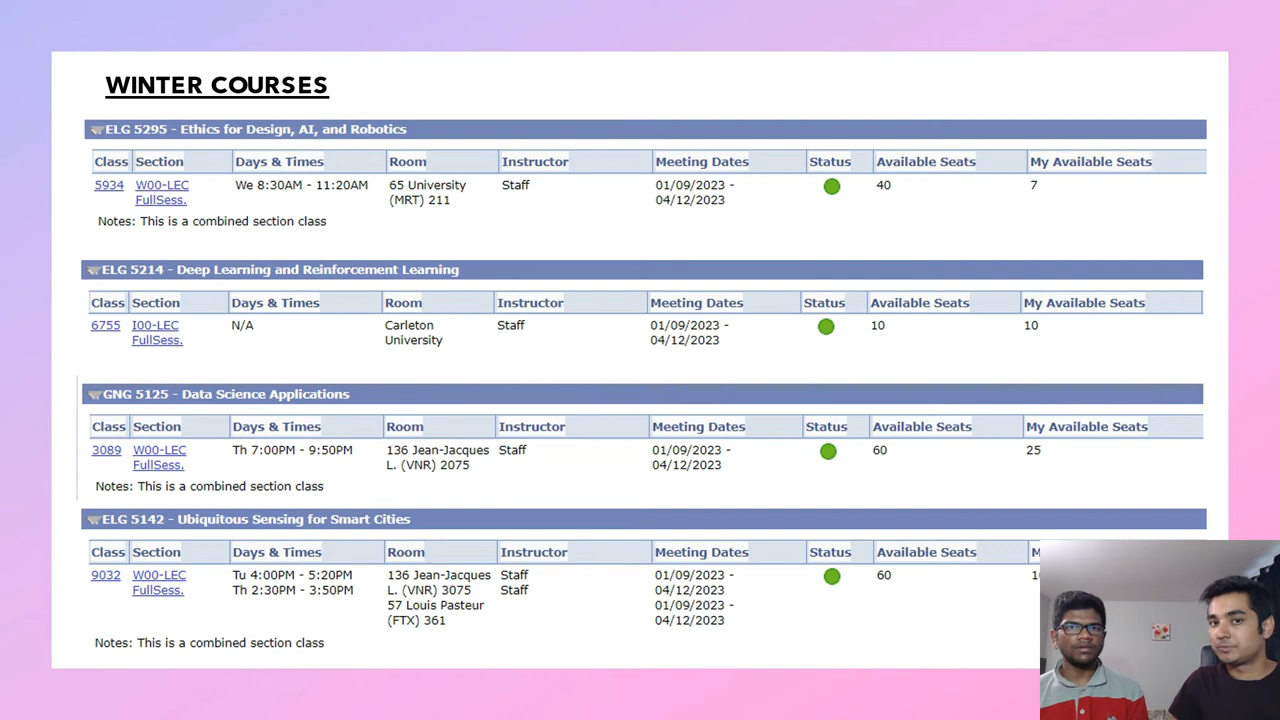 WINTER COURSES
ELG 5295 - Ethics for Design, AI, and Robotics
Class Section Days & Times Room Instructor Meeting Dates Status Available Seats My Available Seats
5934 W00-LEC We 8:30AM - 11:20AM 65 University Staff 01/09/2023 - 40 7
FullSess. (MRT) 211 04/12/2023
Notes: This is a combined section class
ELG 5214 - Deep Learning and Reinforcement Learning
Class Section Days & Times Room Instructor Meeting Dates Status Available Seats My Available Seats
6755 I00-LEC N/A Carleton Staff 01/09/2023 - 10 10
FullSess. University 04/12/2023
GNG 5125 - Data Science Applications
Class Section Days & Times Room Instructor Meeting Dates Status Available Seats My Available Seats
3089 W00-LEC Th 7:00PM - 9:50PM 136 Jean-Jacques Staff 01/09/2023 - 60 25
FullSess. L. (VNR) 2075 04/12/2023
Notes: This is a combined section class
ELG 5142 - Ubiquitous Sensing for Smart Cities
Class Section Days & Times Room Instructor Meeting Dates Status Available Seats
9032 W00-LEC Tu 4:00PM - 5:20PM 136 Jean-Jacques Staff 01/09/2023 - 60
FullSess. Th 2:30PM - 3:50PM L. (VNR) 3075 Staff 04/12/2023
57 Louis Pasteur 01/09/2023 -
(FTX) 361 04/12/2023
Notes: This is a combined section class